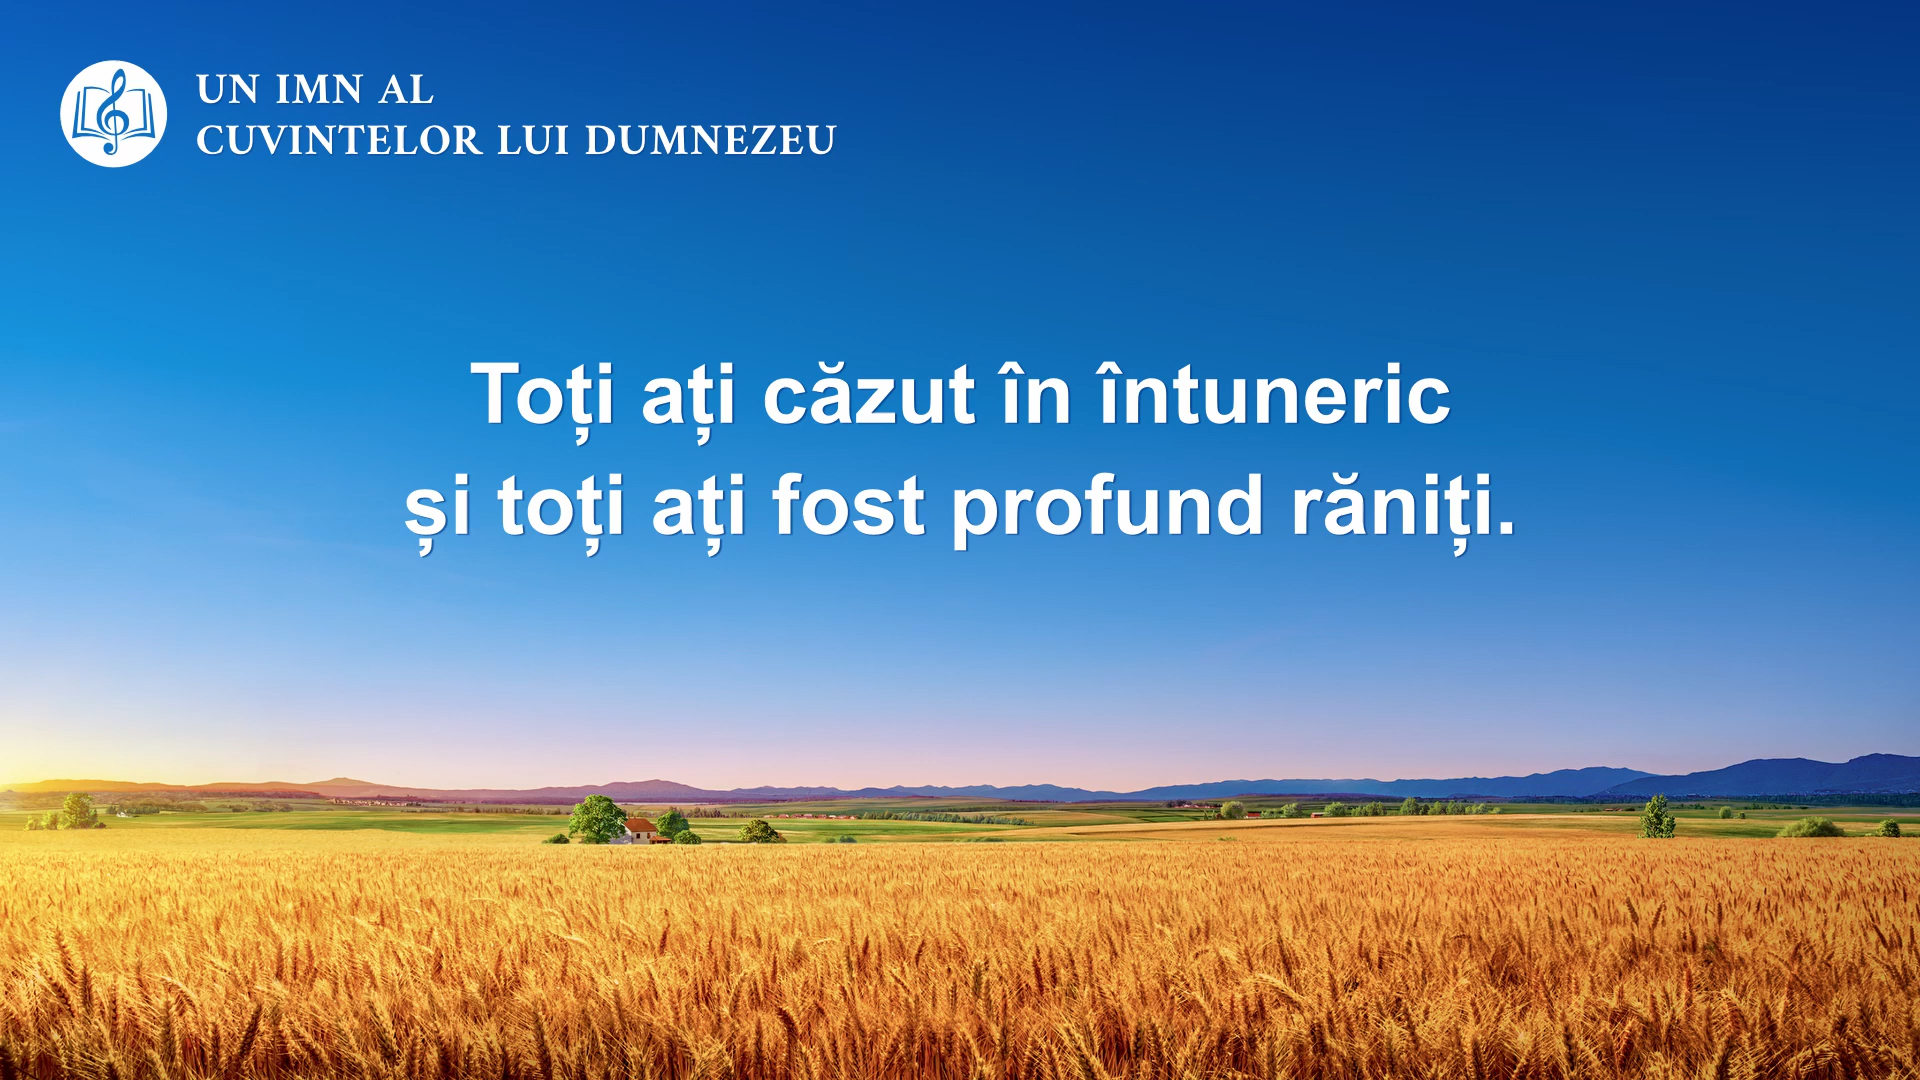 UN IMN AL
CUVINTELOR LUI DUMNEZEU
Toți ați căzut în întuneric
și toți ați fost profund răniți.